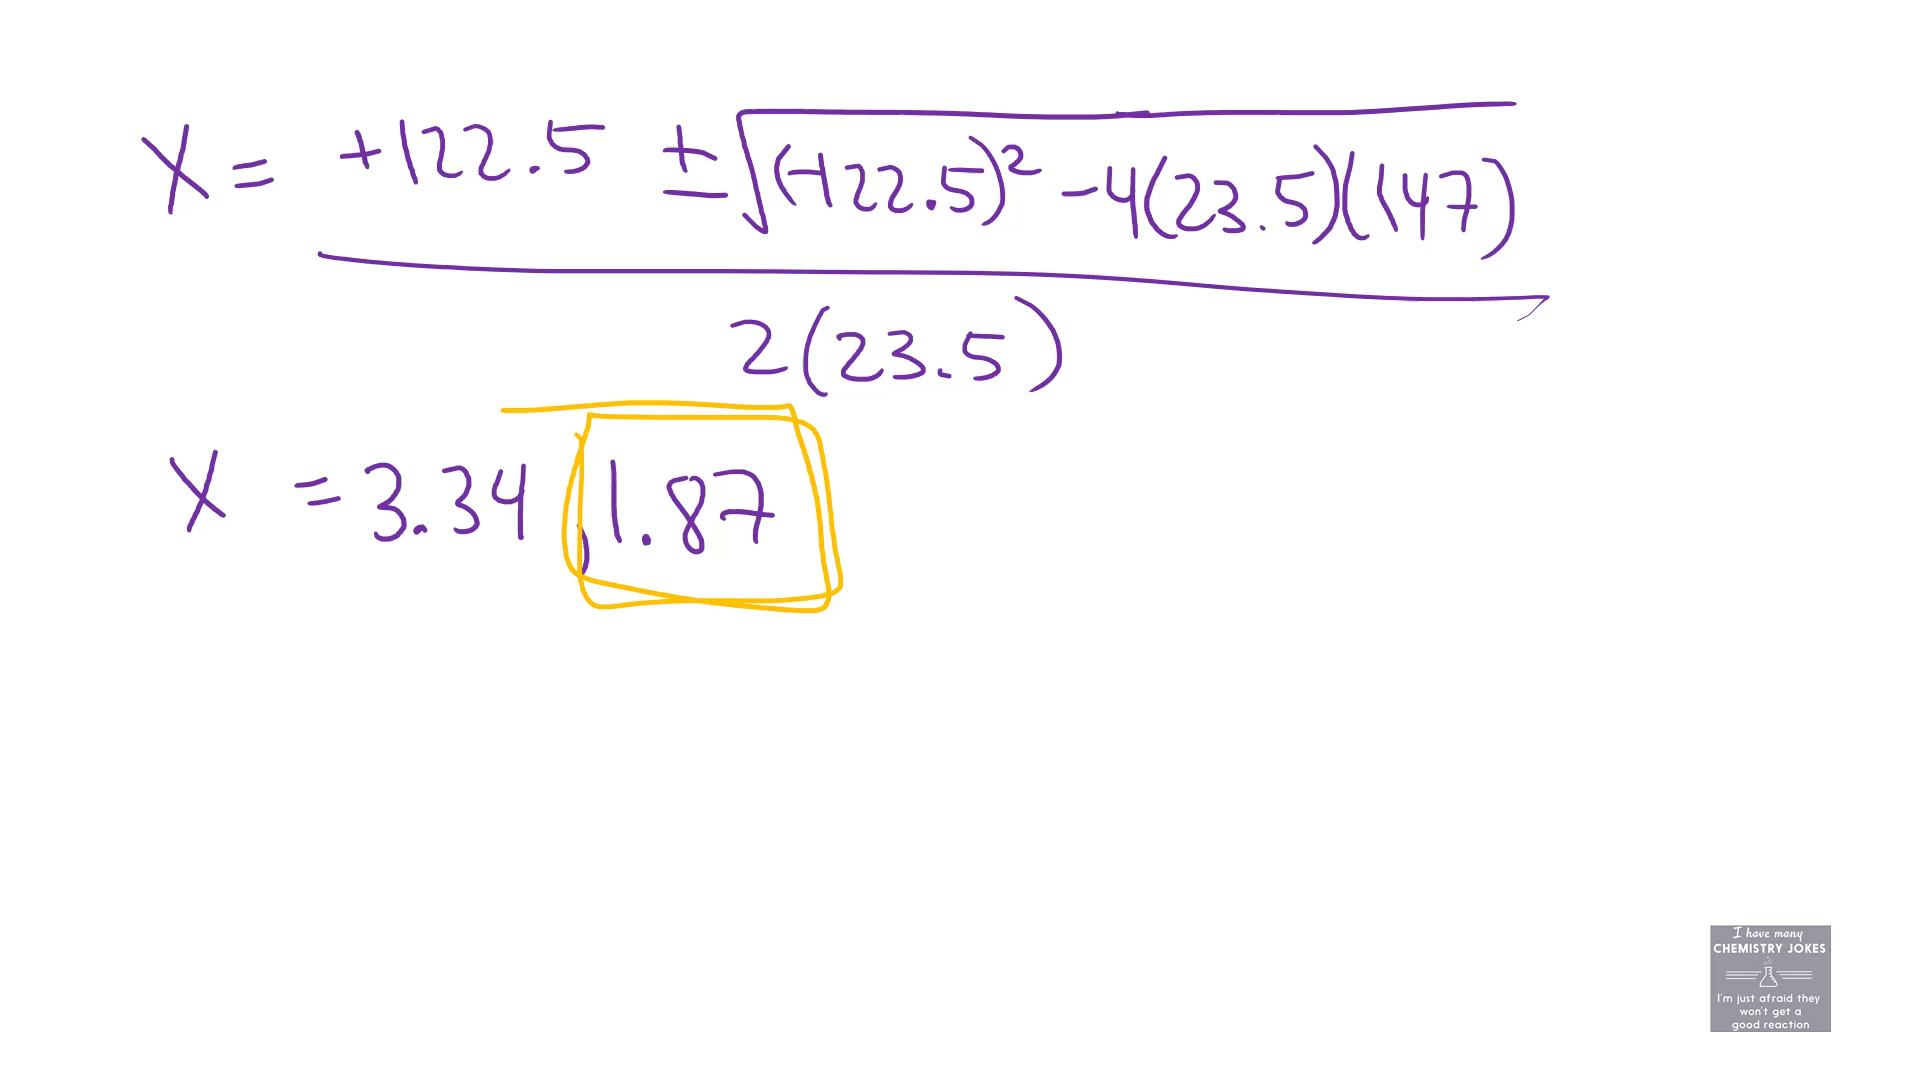 X = +122.5 ± √(-122.5)² -4(23.5)(147)
2(23.5)
X = 3.34, 1.87
I have many
CHEMISTRY JOKES
I'm just afraid they
won't get a
good reaction